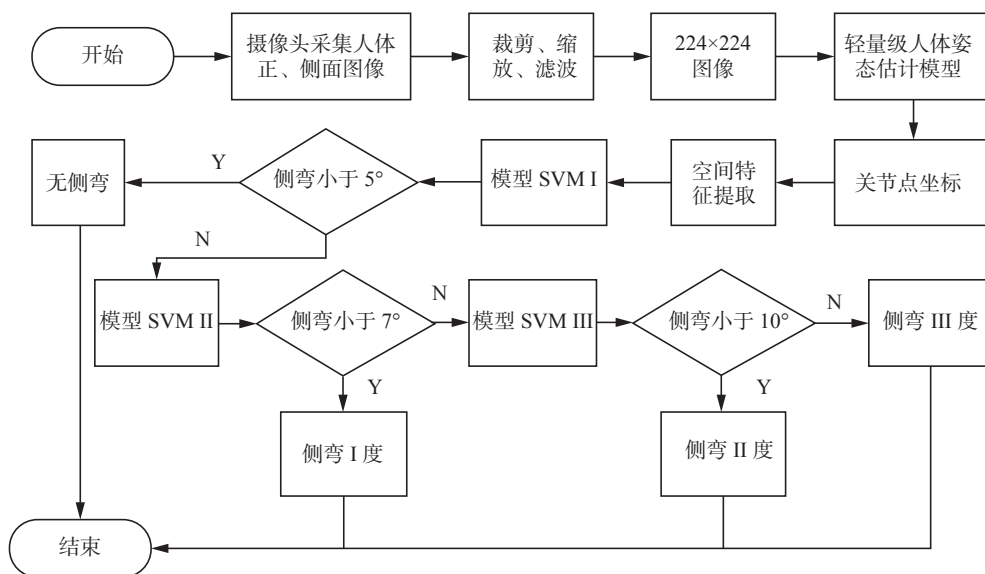 开始
摄像头采集人体
正、侧面图像
裁剪、缩
放、滤波
224×224
图像
轻量级人体姿
态估计模型
无侧弯
Y
侧弯小于 5°
模型 SVM I
空间特
征提取
关节点坐标
N
模型 SVM II
侧弯小于 7°
N
模型 SVM III
侧弯小于 10°
N
侧弯 III 度
Y
Y
侧弯 I 度
侧弯 II 度
结束